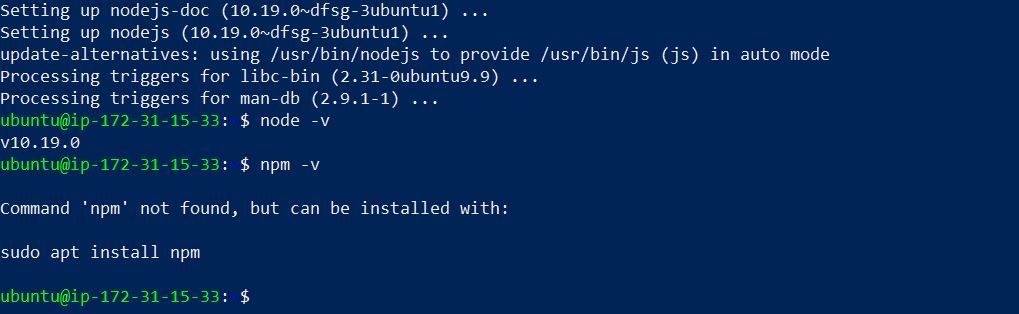 Setting up nodejs-doc (10.19.0~dfsg-3ubuntu1) ...
Setting up nodejs (10.19.0~dfsg-3ubuntu1) ...
update-alternatives: using /usr/bin/nodejs to provide /usr/bin/js (js) in auto mode
Processing triggers for libc-bin (2.31-0ubuntu9.9) ...
Processing triggers for man-db (2.9.1-1) ...
ubuntu@ip-172-31-15-33: $ node -v
v10.19.0
ubuntu@ip-172-31-15-33: $ npm -v
Command 'npm' not found, but can be installed with:
sudo apt install npm
ubuntu@ip-172-31-15-33: $